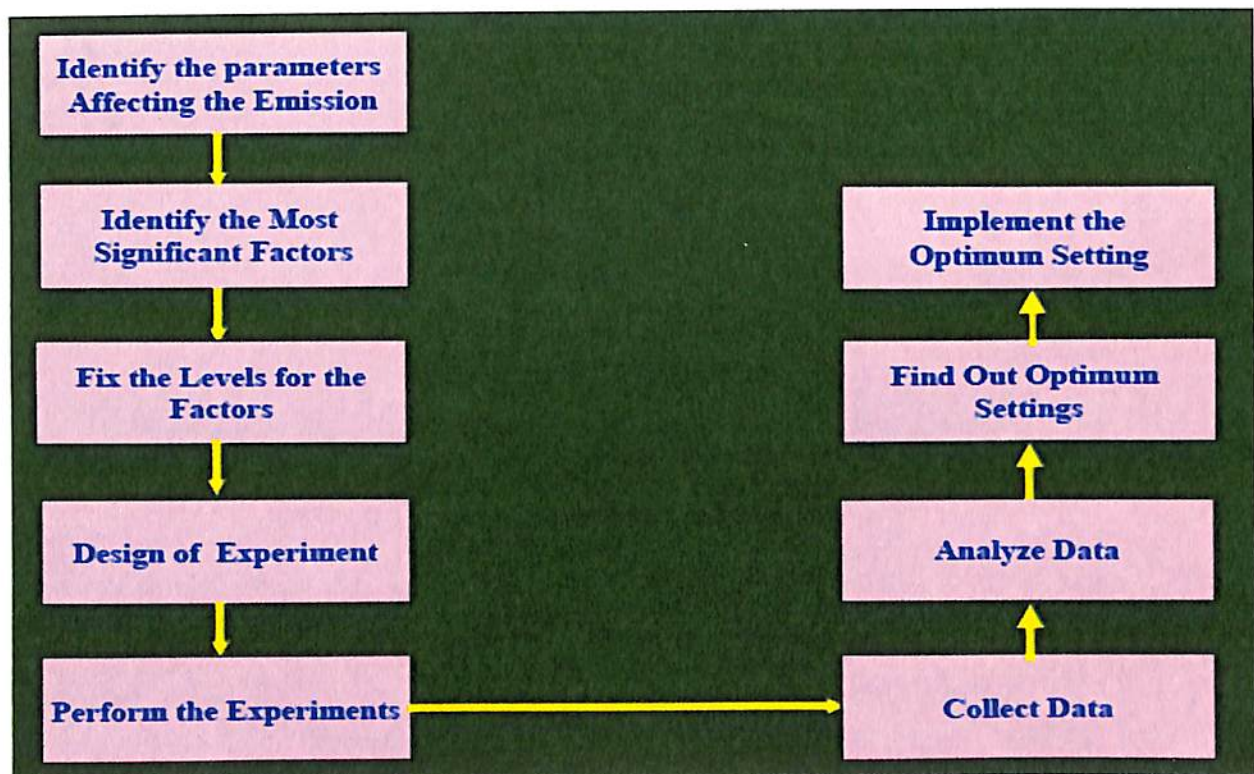 Identify the parameters
Affecting the Emission
Identify the Most
Significant Factors
Fix the Levels for the
Factors
Design of Experiment
Perform the Experiments
Collect Data
Analyze Data
Find Out Optimum
Settings
Implement the
Optimum Setting